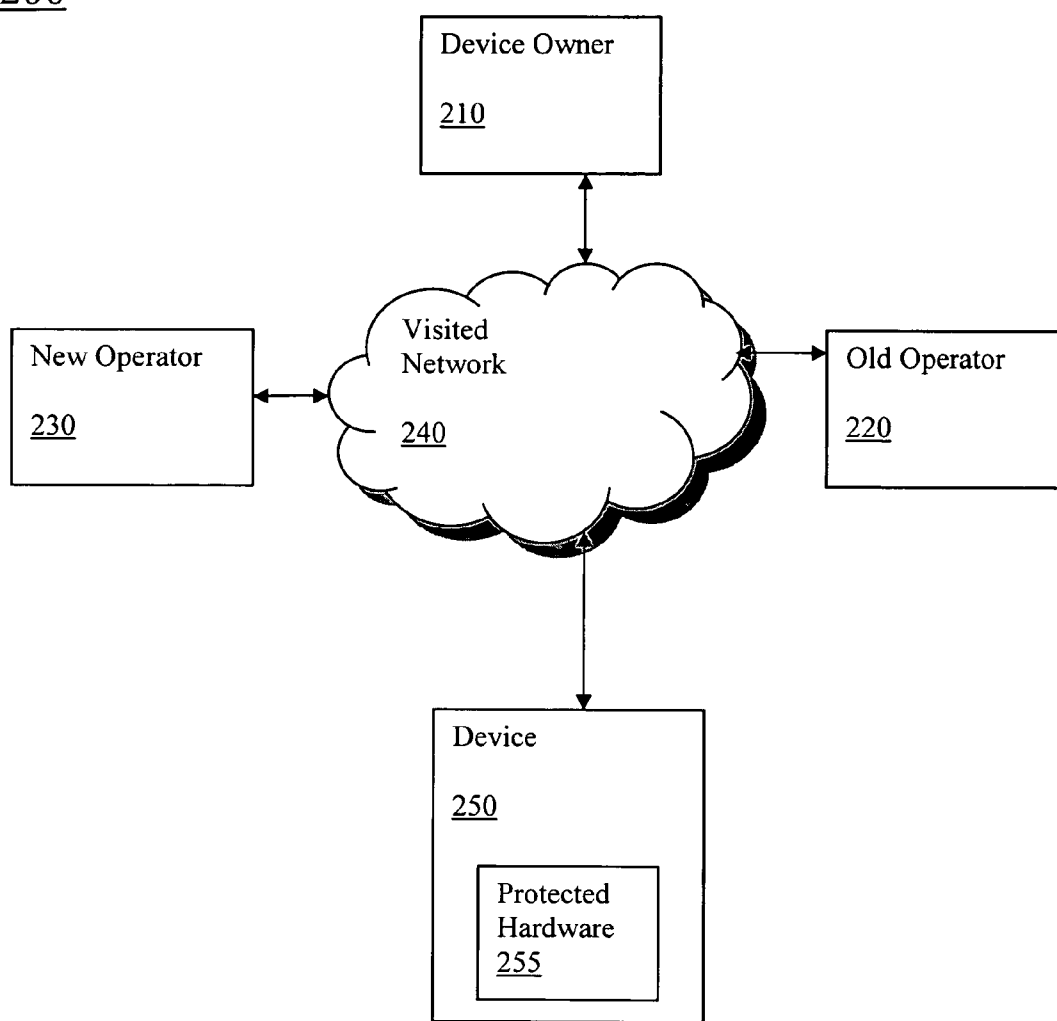 200
Device Owner
210
Visited
Network
240
New Operator
230
Old Operator
220
Device
250
Protected
Hardware
255